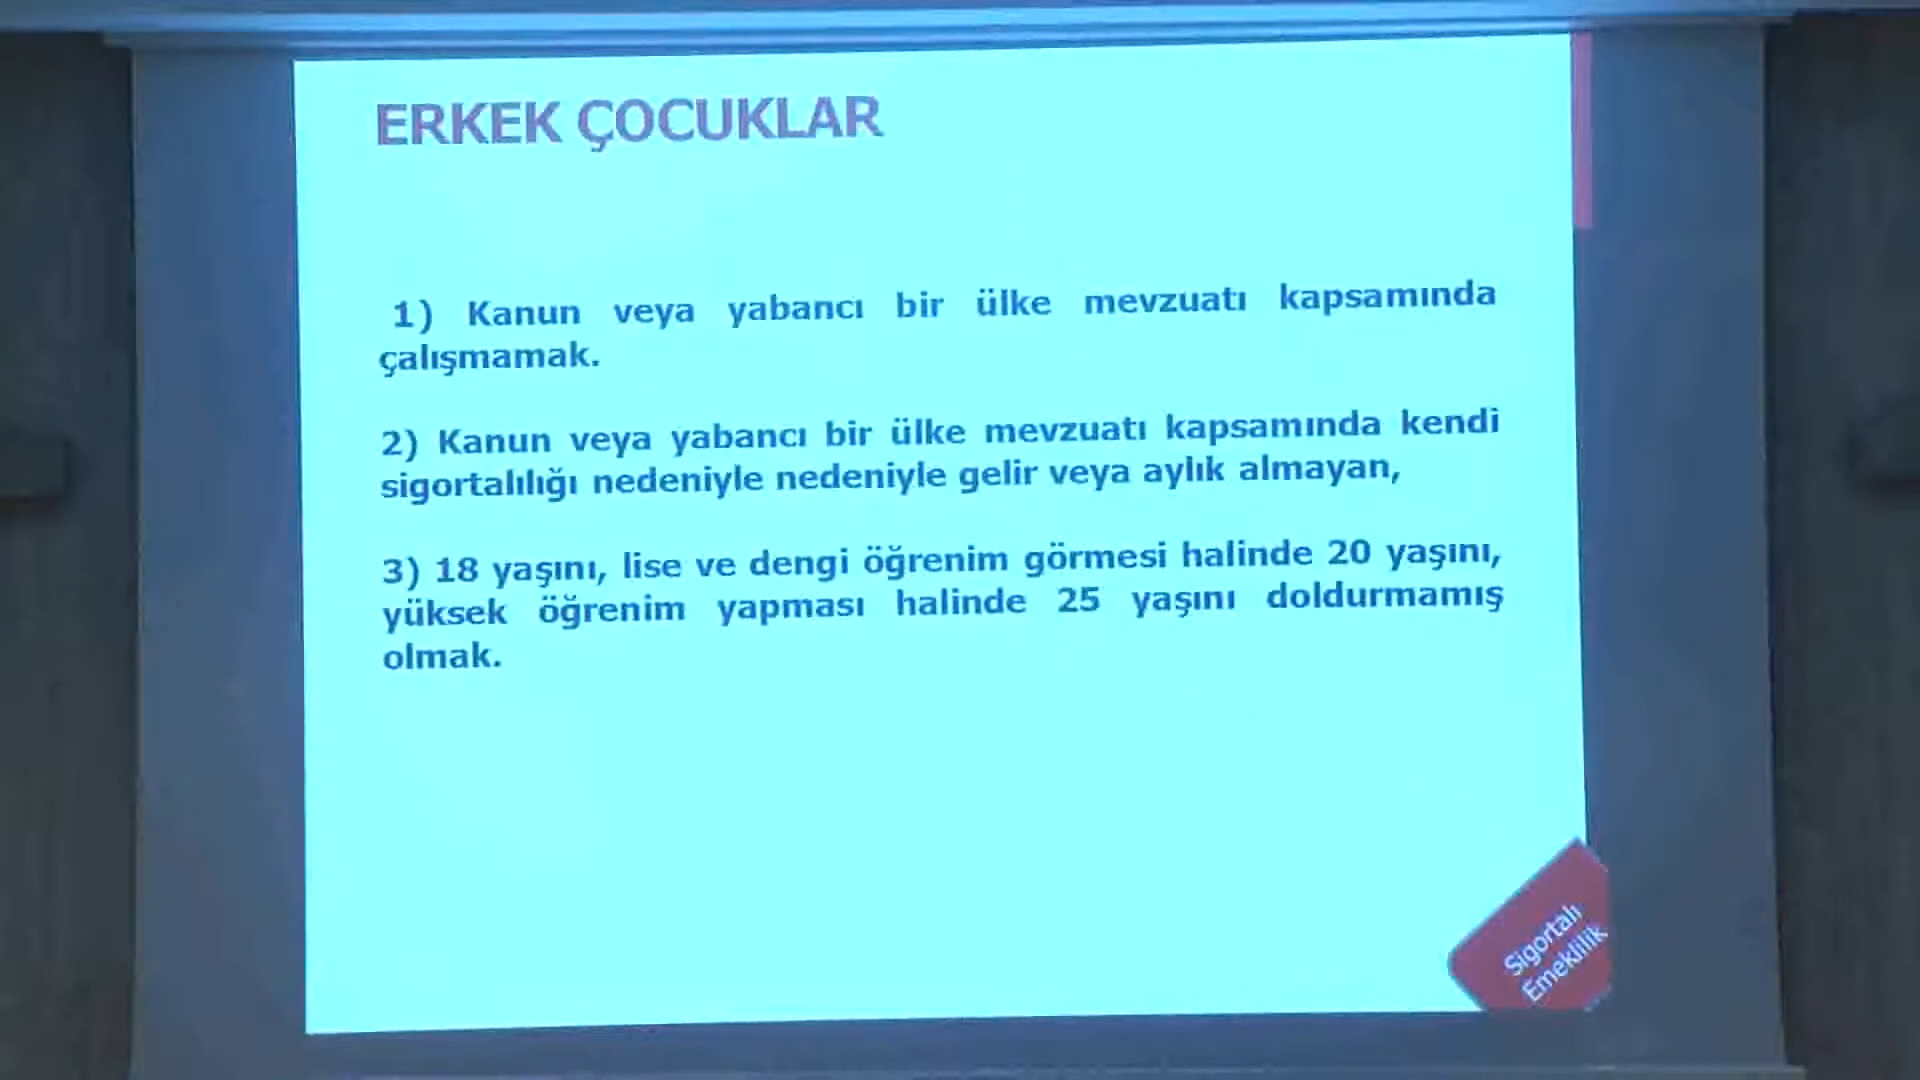 ERKEK ÇOCUKLAR
1) Kanun veya yabancı bir ülke mevzuatı kapsamında
çalışmamak.
2) Kanun veya yabancı bir ülke mevzuatı kapsamında kendi
sigortalılığı nedeniyle nedeniyle gelir veya aylık almayan,
3) 18 yaşını, lise ve dengi öğrenim görmesi halinde 20 yaşını,
yüksek öğrenim yapması halinde 25 yaşını doldurmamış
olmak.
Sigortalı
Emeklilik